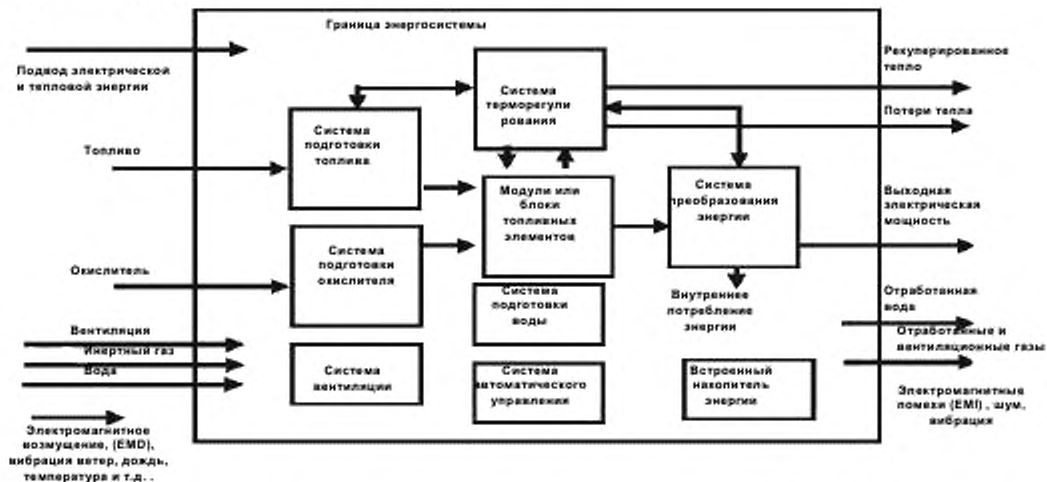 Граница энергосистемы
Подвод электрической
и тепловой энергии
Топливо
Окислитель
Вентиляция
Инертный газ
Вода
Электромагнитное
возмущение, (EMD),
вибрация ветер, дождь,
температура и т.д. .
Система
подготовки
топлива
Система
подготовки
окислителя
Система
вентиляции
Система
терморегули
рования
Модули или
блоки
топливных
элементов
Система
подготовки
воды
Система
автоматического
управления
Система
преобразования
энергии
Внутреннее
потребление
энергии
Встроенный
накопитель
энергии
Рекуперированное
тепло
Потери тепла
Выходная
электрическая
мощность
Отработанная
вода
Отработанные и
вентиляционные газы
Электромагнитные
помехи (EMI) , шум,
вибрация